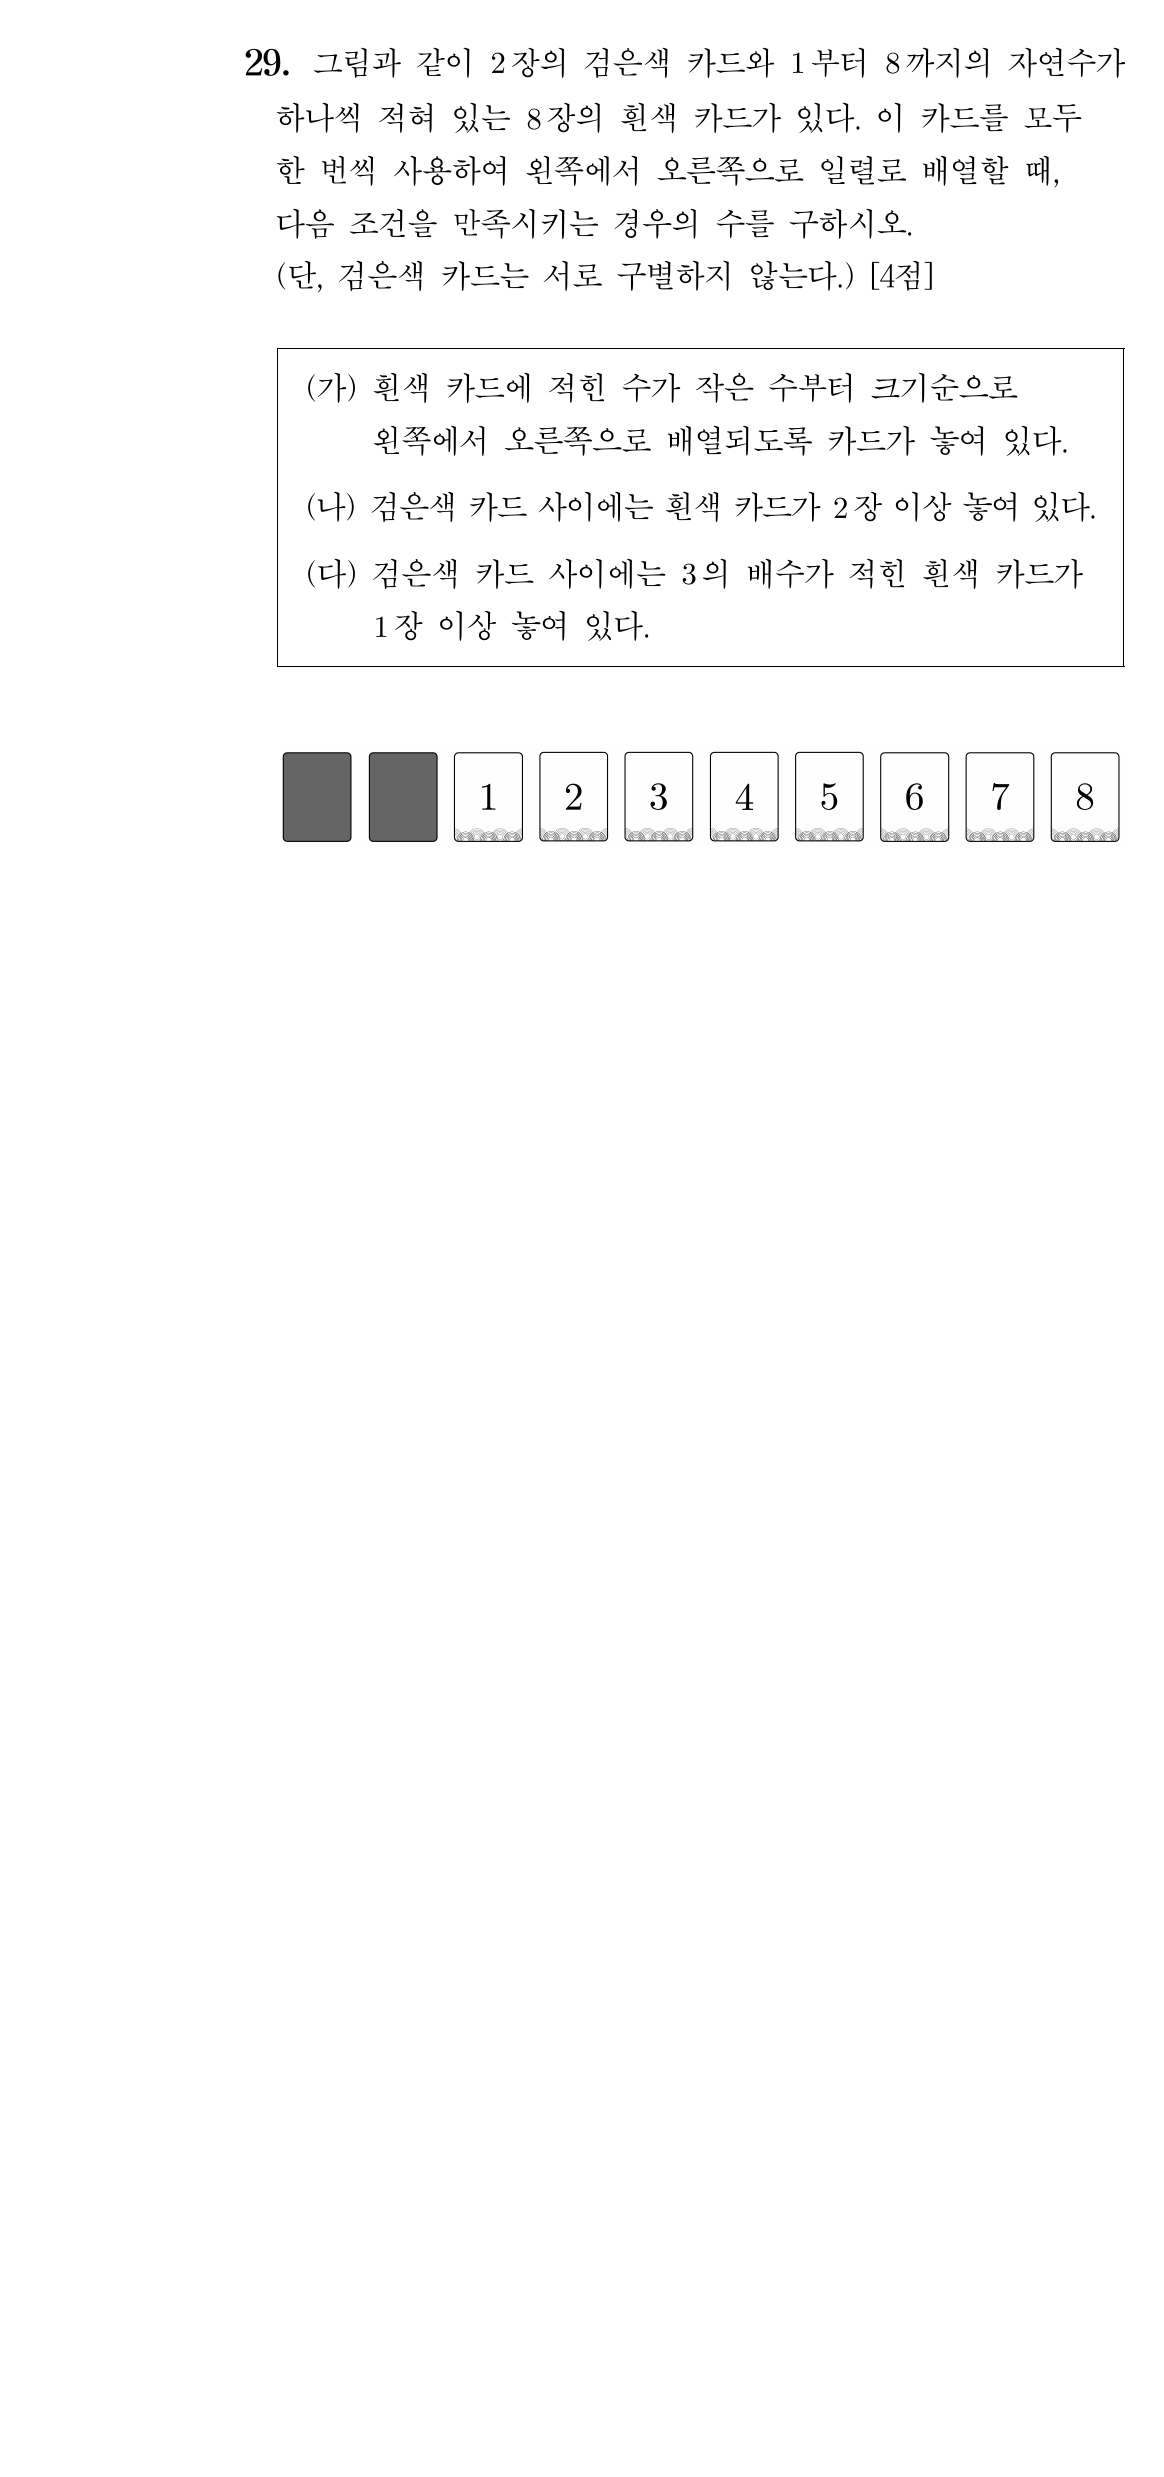 29. 그림과 같이 2장의 검은색 카드와 1부터 8까지의 자연수가
하나씩 적혀 있는 8장의 흰색 카드가 있다. 이 카드를 모두
한 번씩 사용하여 왼쪽에서 오른쪽으로 일렬로 배열할 때,
다음 조건을 만족시키는 경우의 수를 구하시오.
(단, 검은색 카드는 서로 구별하지 않는다.) [4점]
(가) 흰색 카드에 적힌 수가 작은 수부터 크기순으로
왼쪽에서 오른쪽으로 배열되도록 카드가 놓여 있다.
(나) 검은색 카드 사이에는 흰색 카드가 2장 이상 놓여 있다.
(다) 검은색 카드 사이에는 3의 배수가 적힌 흰색 카드가
1장 이상 놓여 있다.
1 2 3 4 5 6 7 8